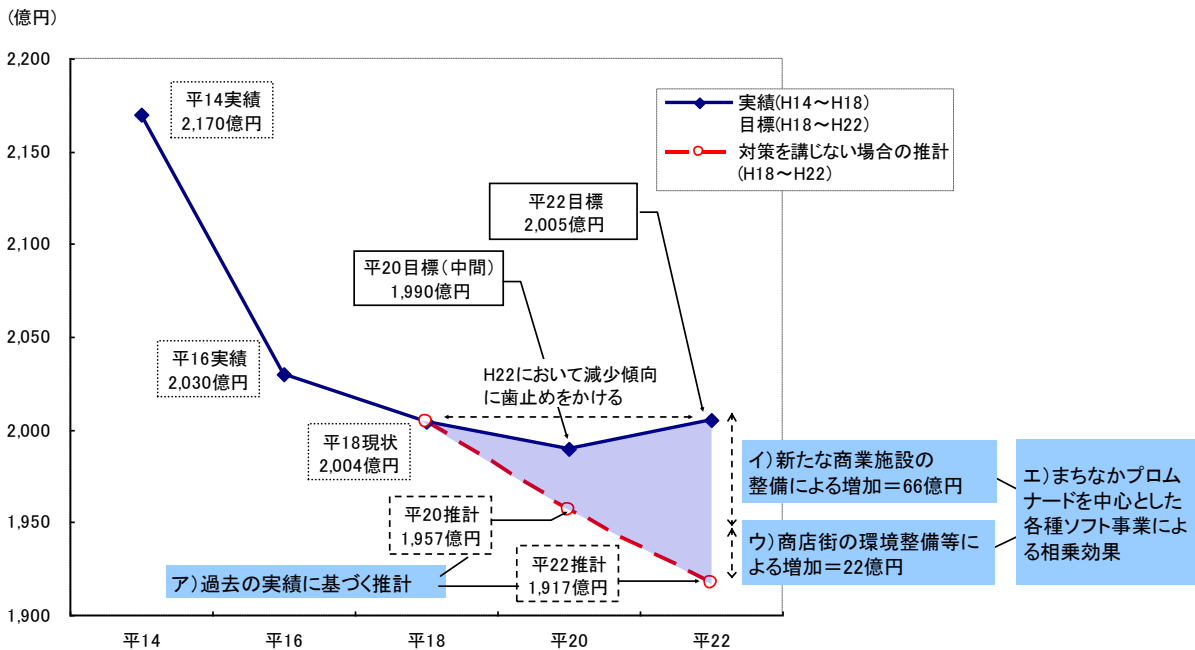 (億円)
2,200
2,150
2,100
2,050
2,000
1,950
1,900
平14
平16
平18
平20
平22
実績(H14～H18)
目標(H18～H22)
対策を講じない場合の推計
(H18～H22)
平14実績
2,170億円
平16実績
2,030億円
平18現状
2,004億円
平20目標(中間)
1,990億円
平22目標
2,005億円
H22において減少傾向
に歯止めをかける
平20推計
1,957億円
平22推計
1,917億円
ア)過去の実績に基づく推計
イ)新たな商業施設の
整備による増加＝66億円
ウ)商店街の環境整備等に
よる増加＝22億円
エ)まちなかプロム
ナードを中心とした
各種ソフト事業によ
る相乗効果